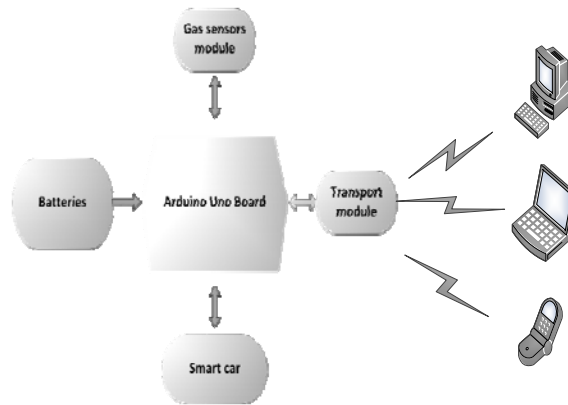 Gas sensors
module
Batteries
Arduino Uno Board
Transport
module
Smart car